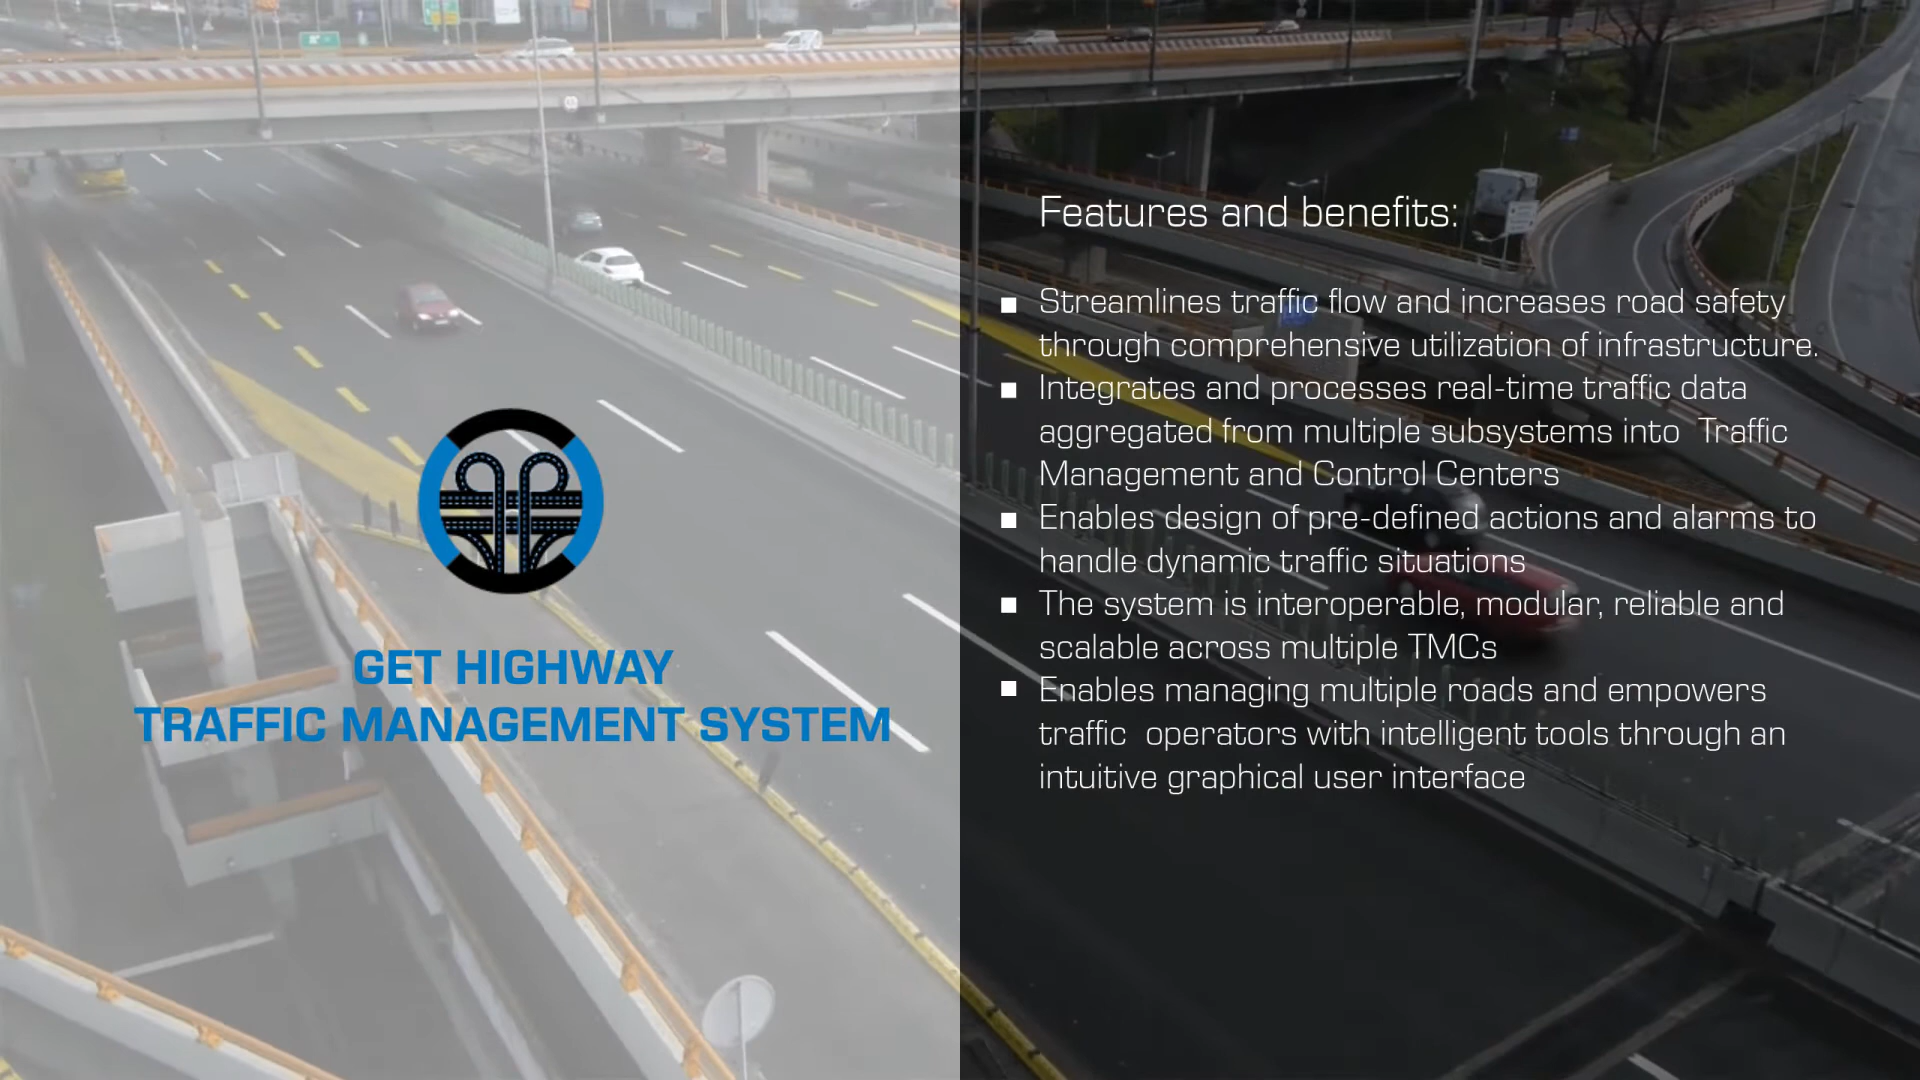 GET HIGHWAY
TRAFFIC MANAGEMENT SYSTEM
Features and benefits:
Streamlines traffic flow and increases road safety
through comprehensive utilization of infrastructure.
Integrates and processes real-time traffic data
aggregated from multiple subsystems into  Traffic
Management and Control Centers
Enables design of pre-defined actions and alarms to
handle dynamic traffic situations
The system is interoperable, modular, reliable and
scalable across multiple TMCs
Enables managing multiple roads and empowers
traffic  operators with intelligent tools through an
intuitive graphical user interface